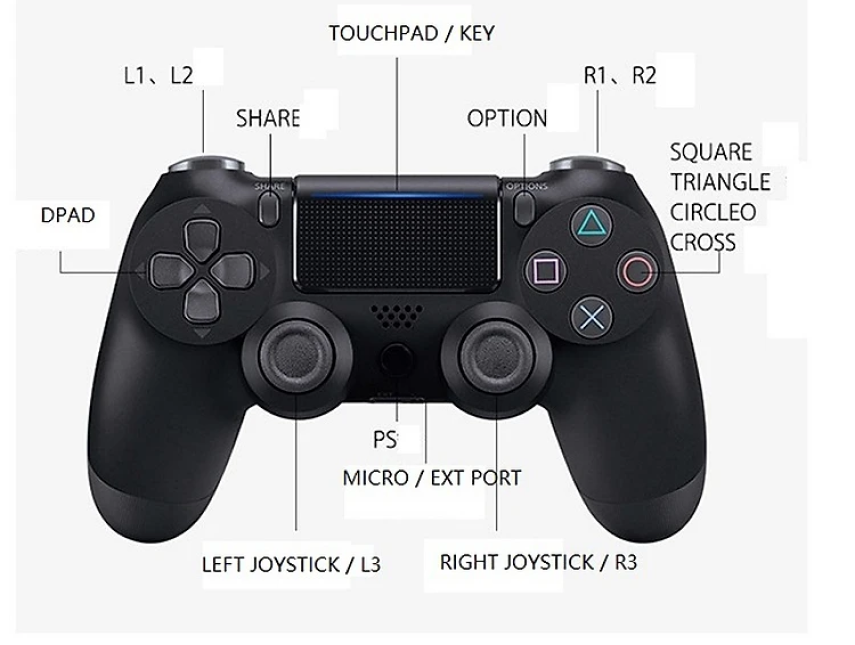 TOUCHPAD / KEY
L1、L2
R1、R2
SHARE
OPTION
SQUARE
TRIANGLE
CIRCLEO
CROSS
SHARE
OPTIONS
DPAD
PS
MICRO / EXT PORT
LEFT JOYSTICK / L3
RIGHT JOYSTICK / R3